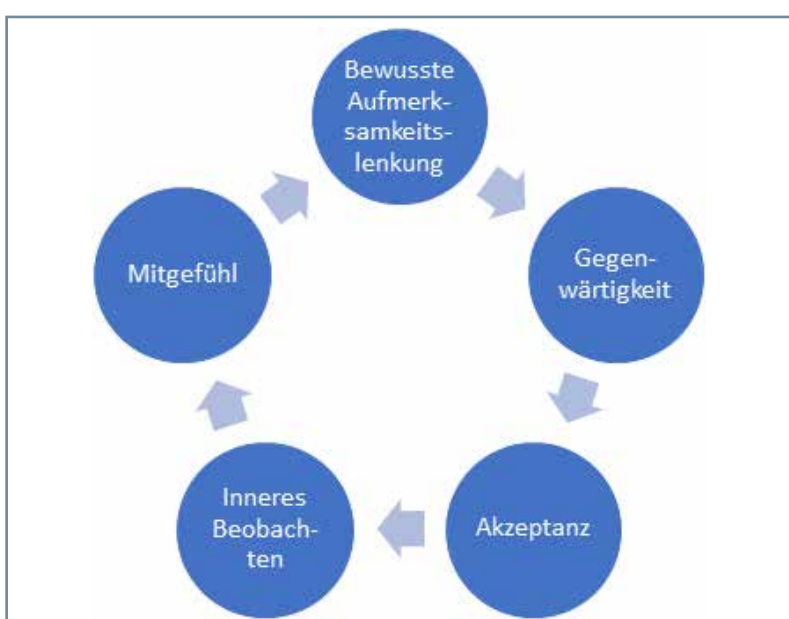 Bewusste
Aufmerk-
samkeits-
lenkung
Gegen-
wärtigkeit
Akzeptanz
Inneres
Beobach-
ten
Mitgefühl